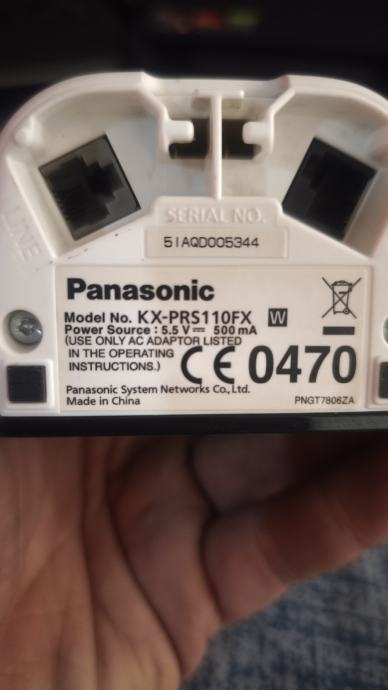 LINE
SERIAL NO.
5IAQD005344
Panasonic
Model No. KX-PRS110FX W
Power Source : 5.5 V⎓ 500 mA
(USE ONLY AC ADAPTOR LISTED
IN THE OPERATING
INSTRUCTIONS.)
CE 0470
Panasonic System Networks Co., Ltd.
Made in China
PNGT7806ZA